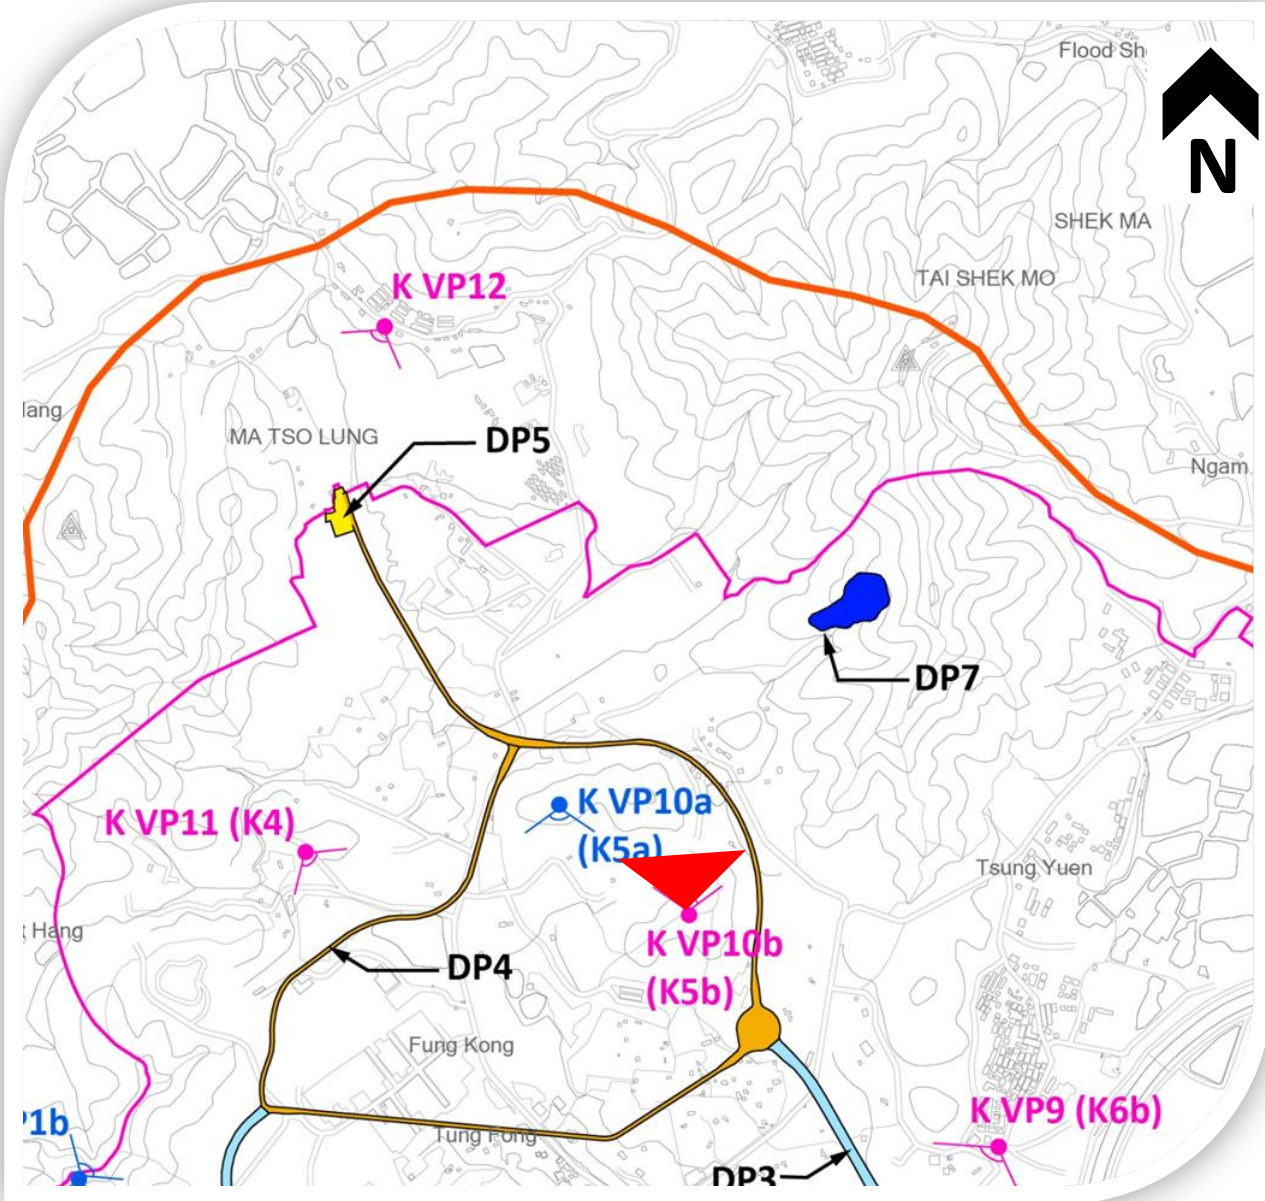 Flood Sh
N
SHEK MA
TAI SHEK MO
K VP12
lang
MA TSO LUNG
DP5
Ngam
DP7
K VP10a
(K5a)
K VP11 (K4)
Tsung Yuen
Hang
K VP10b
(K5b)
DP4
Fung Kong
K VP9 (K6b)
1b
Tung Fong
DP3